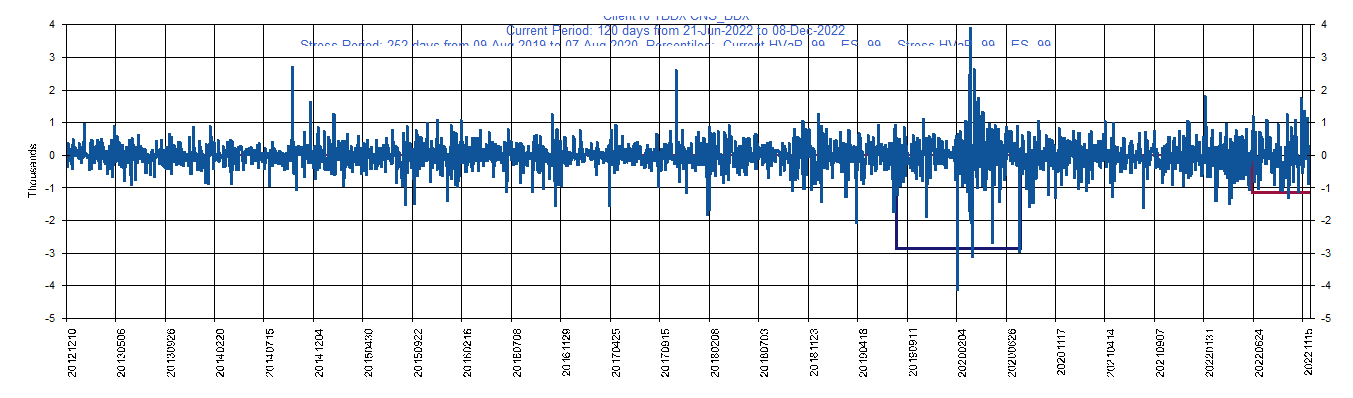 Current Period: 120 days from 21-Jun-2022 to 08-Dec-2022
Stress Period: 252 days from 09-Aug-2019 to 07-Aug-2020 Percentiles: Current HVaR 99 ES 99 Stress HVaR 99 ES 99
4 4
3 3
2 2
1 1
0 0
-1 -1
-2 -2
-3 -3
-4 -4
-5 -5
Thousands
20121210 20130506 20130926 20140220 20140715 20141204 20150430 20150922 20160216 20160708 20161129 20170425 20170915 20180208 20180703 20181123 20190418 20190911 20200204 20200626 20201117 20210414 20210907 20220131 20220624 20221115